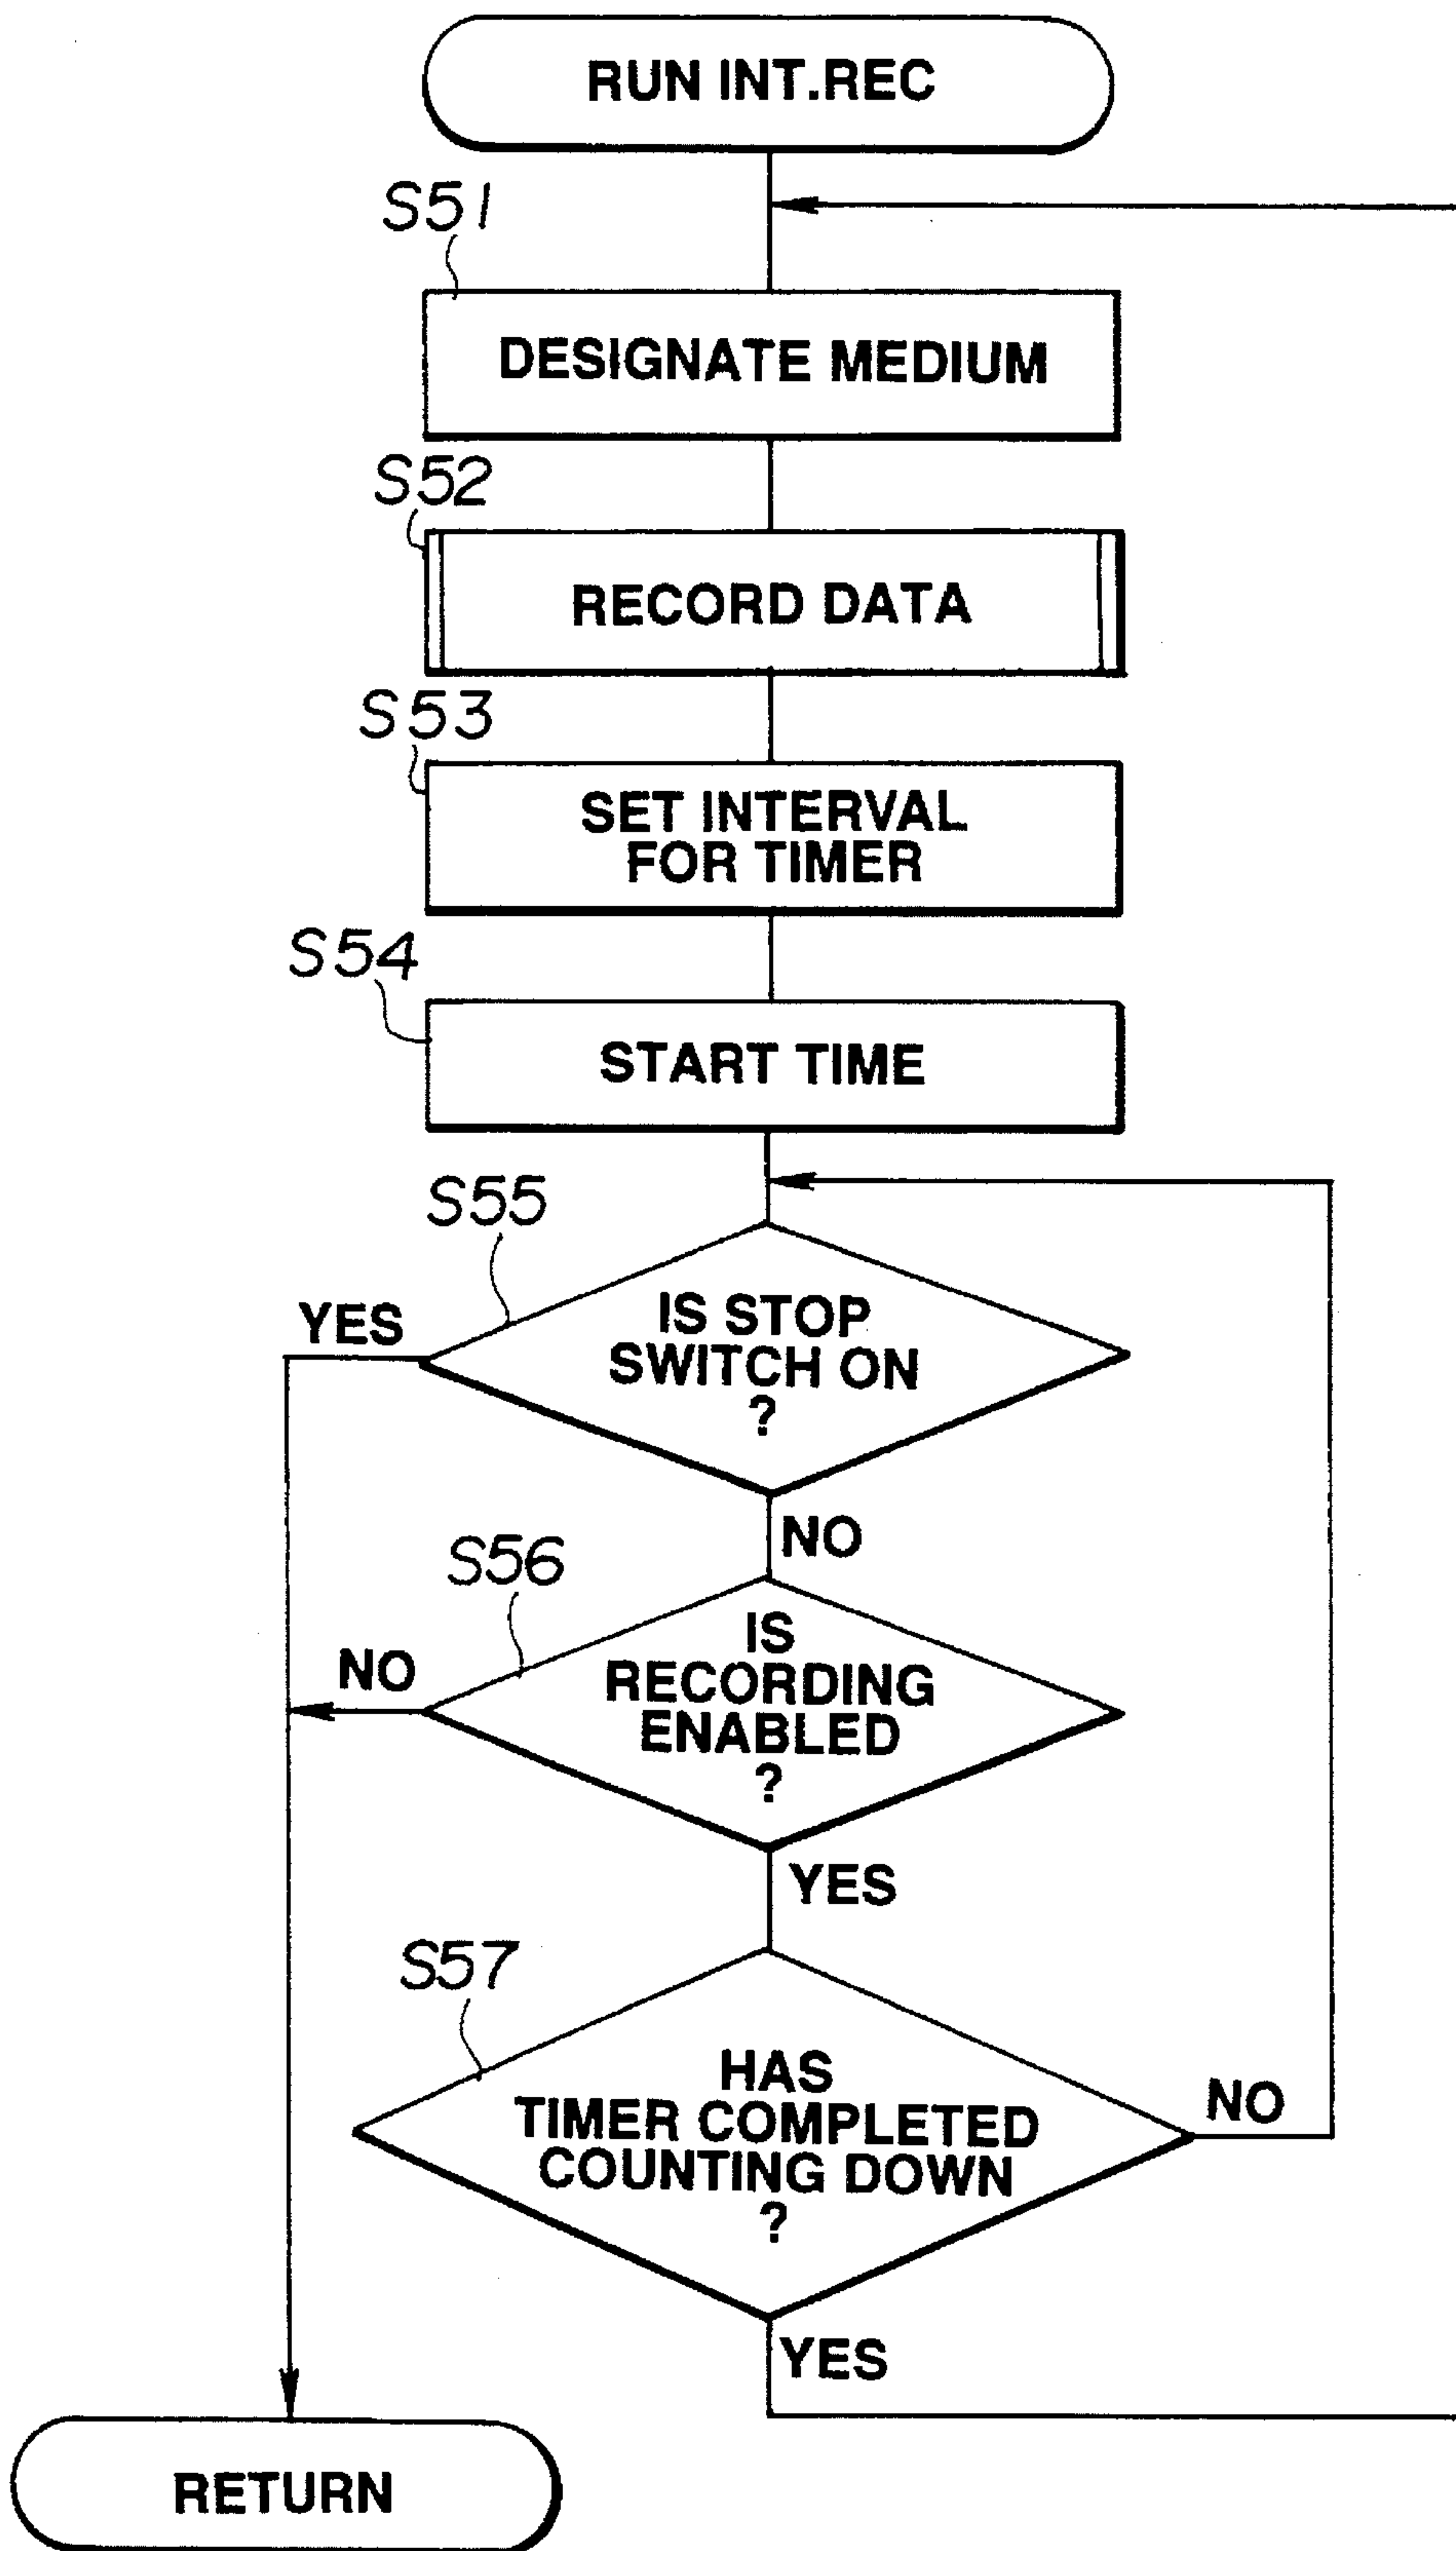 RUN INT.REC
S51
DESIGNATE MEDIUM
S52
RECORD DATA
S53
SET INTERVAL
FOR TIMER
S54
START TIME
S55
YES
IS STOP
SWITCH ON
?
NO
S56
NO
IS
RECORDING
ENABLED
?
YES
S57
HAS
TIMER COMPLETED
COUNTING DOWN
?
NO
YES
RETURN